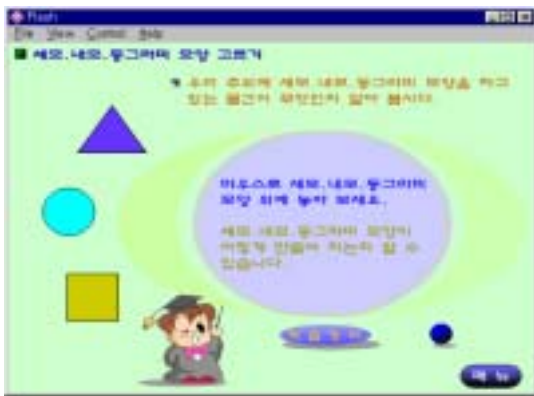 Flash
File View Control Help
세모.네모.동그라미 모양 고르기
우리 주위에 세모.네모.동그라미 모양을 하고
있는 물건이 무엇인지 알아 봅시다.
마우스로 세모.네모.동그라미
모양 위에 놓아 보세요.
세모.네모.동그라미 모양이
어떻게 만들어 지는지 알 수
있습니다.
메 뉴